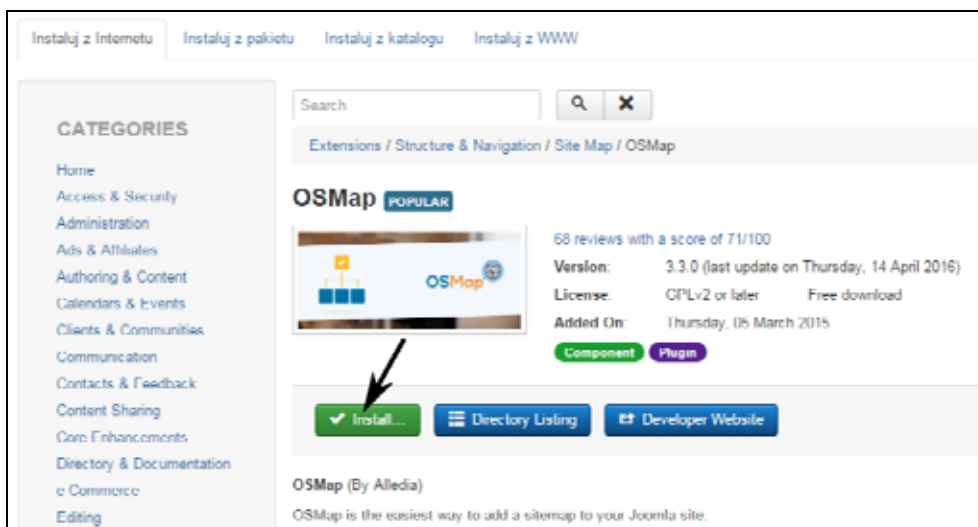 Instaluj z Internetu Instaluj z pakietu Instaluj z katalogu Instaluj z WWW
CATEGORIES
Home
Access & Security
Administration
Ads & Affiliates
Authoring & Content
Calendars & Events
Clients & Communities
Communication
Contacts & Feedback
Content Sharing
Core Enhancements
Directory & Documentation
e Commerce
Editing
Search
Extensions / Structure & Navigation / Site Map / OSMap
OSMap POPULAR
OSMap
68 reviews with a score of 71/100
Version: 3.3.0 (last update on Thursday, 14 April 2016)
License: GPLv2 or later Free download
Added On: Thursday, 05 March 2015
Component Plugin
Install... Directory Listing Developer Website
OSMap (By Alledia)
OSMap is the easiest way to add a sitemap to your Joomla site.